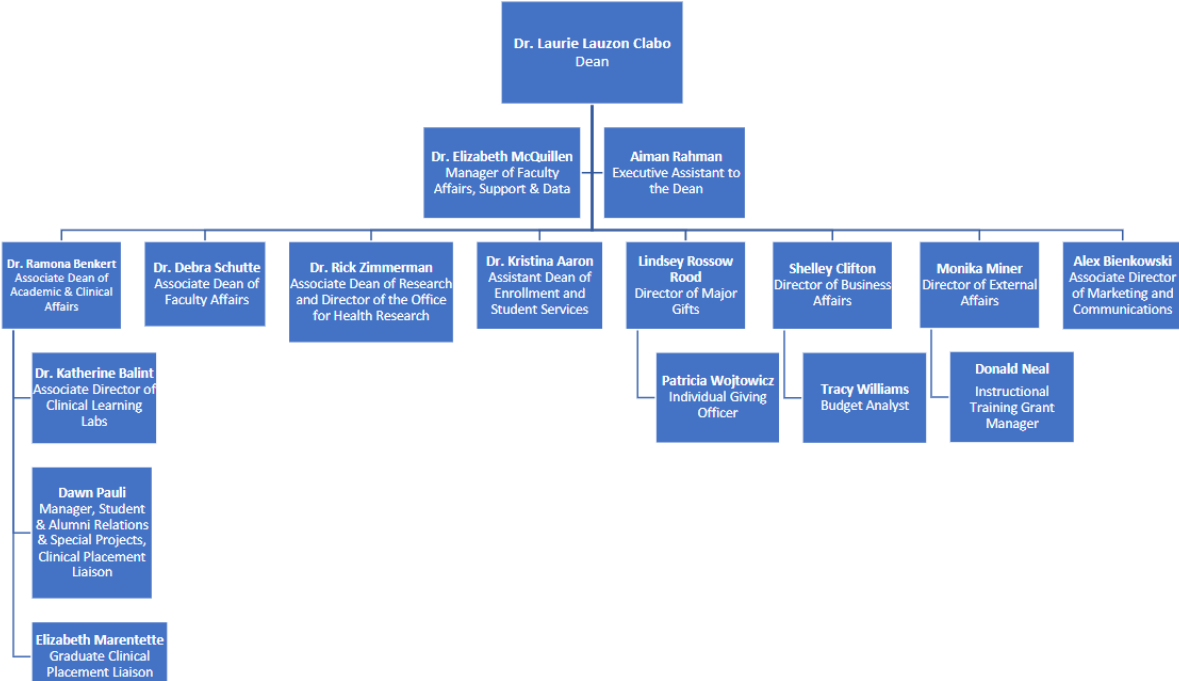 Dr. Laurie Lauzon Clabo
Dean
Dr. Elizabeth McQuillen
Manager of Faculty
Affairs, Support & Data
Aiman Rahman
Executive Assistant to
the Dean
Dr. Ramona Benkert
Associate Dean of
Academic & Clinical
Affairs
Dr. Debra Schutte
Associate Dean of
Faculty Affairs
Dr. Rick Zimmerman
Associate Dean of Research
and Director of the Office
for Health Research
Dr. Kristina Aaron
Assistant Dean of
Enrollment and
Student Services
Lindsey Rossow
Rood
Director of Major
Gifts
Shelley Clifton
Director of Business
Affairs
Monika Miner
Director of External
Affairs
Alex Bienkowski
Associate Director
of Marketing and
Communications
Dr. Katherine Balint
Associate Director of
Clinical Learning
Labs
Patricia Wojtowicz
Individual Giving
Officer
Tracy Williams
Budget Analyst
Donald Neal
Instructional
Training Grant
Manager
Dawn Pauli
Manager, Student
& Alumni Relations
& Special Projects,
Clinical Placement
Liaison
Elizabeth Marentette
Graduate Clinical
Placement Liaison